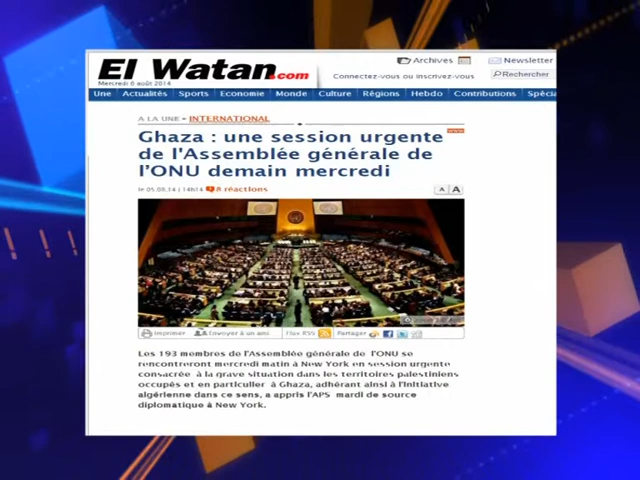 El Watan.com
Mercredi 6 août 2014
Archives
Newsletter
Connectez-vous ou inscrivez-vous
Rechercher
Une Actualités Sports Economie Monde Culture Régions Hebdo Contributions Spécia
A LA UNE - INTERNATIONAL
Ghaza : une session urgente
de l'Assemblée générale de
l'ONU demain mercredi
le 05.08.14 | 14h14 8 réactions
A A
Imprimer Envoyer à un ami Flux RSS Partager
Les 193 membres de l'Assemblée générale de l'ONU se
rencontreront mercredi matin à New York en session urgente
consacrée à la grave situation dans les territoires palestiniens
occupés et en particulier à Ghaza, adhérant ainsi à l'initiative
algérienne dans ce sens, a appris l'APS mardi de source
diplomatique à New York.